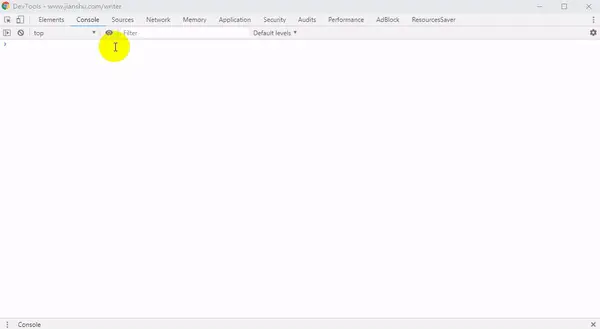 DevTools - www.jianshu.com/writer
Elements Console Sources Network Memory Application Security Audits Performance AdBlock ResourcesSaver
top Filter Default levels
Console